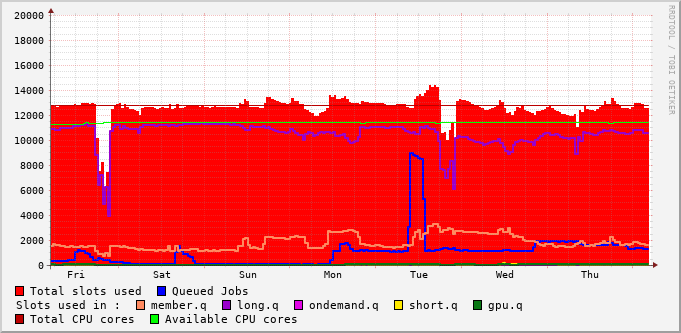 20000
18000
16000
14000
12000
10000
8000
6000
4000
2000
0
Fri Sat Sun Mon Tue Wed Thu
RRDTOOL / TOBI OETIKER
Total slots used Queued Jobs
Slots used in : member.q long.q ondemand.q short.q gpu.q
Total CPU cores Available CPU cores